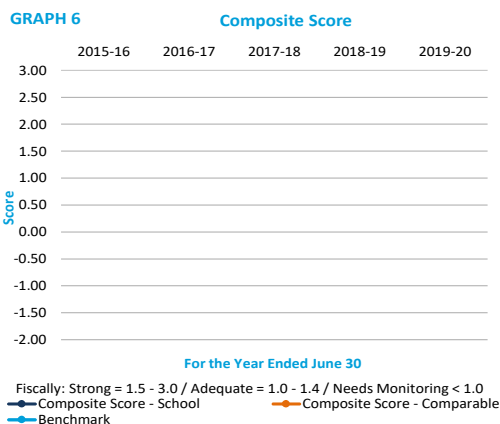 GRAPH 6
Composite Score
2015-16 2016-17 2017-18 2018-19 2019-20
3.00
2.50
2.00
1.50
1.00
0.50
0.00
-0.50
-1.00
-1.50
-2.00
Score
For the Year Ended June 30
Fiscally: Strong = 1.5 - 3.0 / Adequate = 1.0 - 1.4 / Needs Monitoring < 1.0
Composite Score - School Composite Score - Comparable
Benchmark